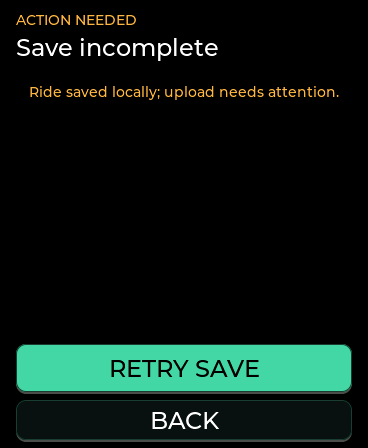 ACTION NEEDED
Save incomplete
Ride saved locally; upload needs attention.
RETRY SAVE
BACK